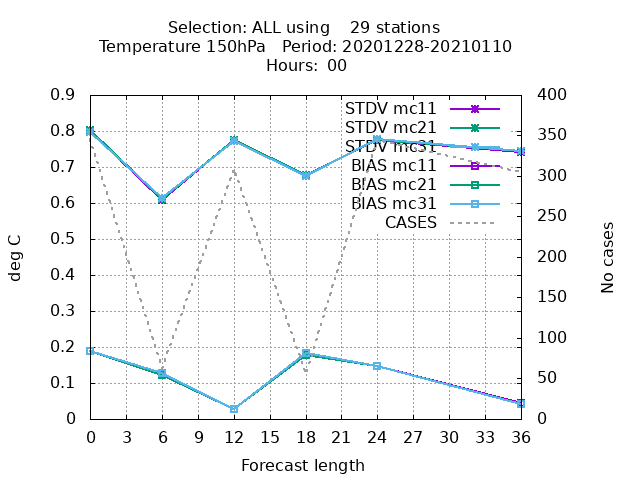 Selection: ALL using    29 stations
Temperature 150hPa   Period: 20201228-20210110
Hours: 00
0.9
0.8
0.7
0.6
0.5
0.4
0.3
0.2
0.1
0
400
350
300
250
200
150
100
50
0
STDV mc11
STDV mc21
STDV mc31
BIAS mc11
BIAS mc21
BIAS mc31
CASES
deg C
No cases
0 3 6 9 12 15 18 21 24 27 30 33 36
Forecast length